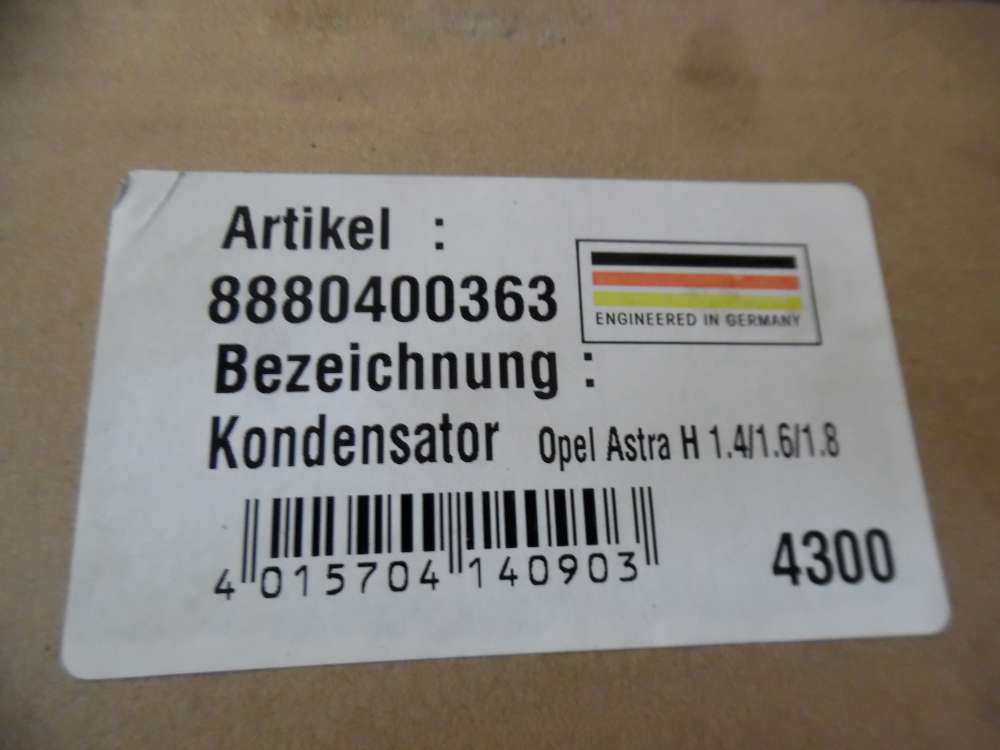 Artikel :
8880400363
ENGINEERED IN GERMANY
Bezeichnung :
Kondensator Opel Astra H 1.4/1.6/1.8
4 015704 140903
4300